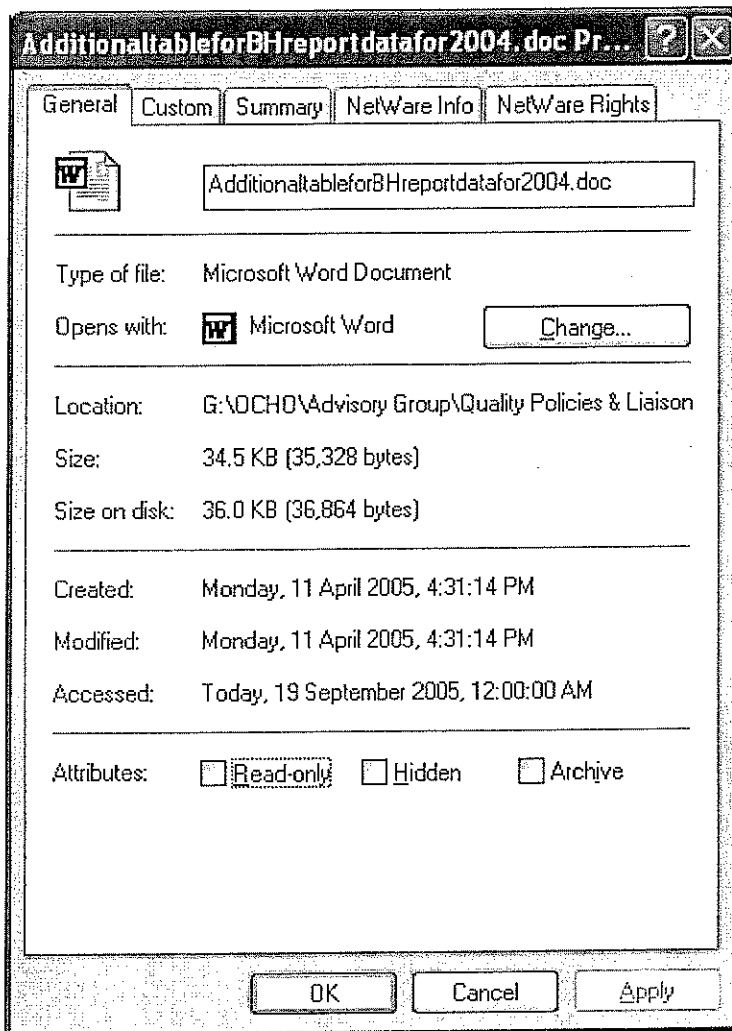 AdditionaltableforBHreportdatafor2004.doc Pr... ? X
General Custom Summary NetWare Info NetWare Rights
W AdditionaltableforBHreportdatafor2004.doc
Type of file: Microsoft Word Document
Opens with: W Microsoft Word Change...
Location: G:\OCHO\Advisory Group\Quality Policies & Liaison
Size: 34.5 KB (35,328 bytes)
Size on disk: 36.0 KB (36,864 bytes)
Created: Monday, 11 April 2005, 4:31:14 PM
Modified: Monday, 11 April 2005, 4:31:14 PM
Accessed: Today, 19 September 2005, 12:00:00 AM
Attributes: Read-only Hidden Archive
OK Cancel Apply